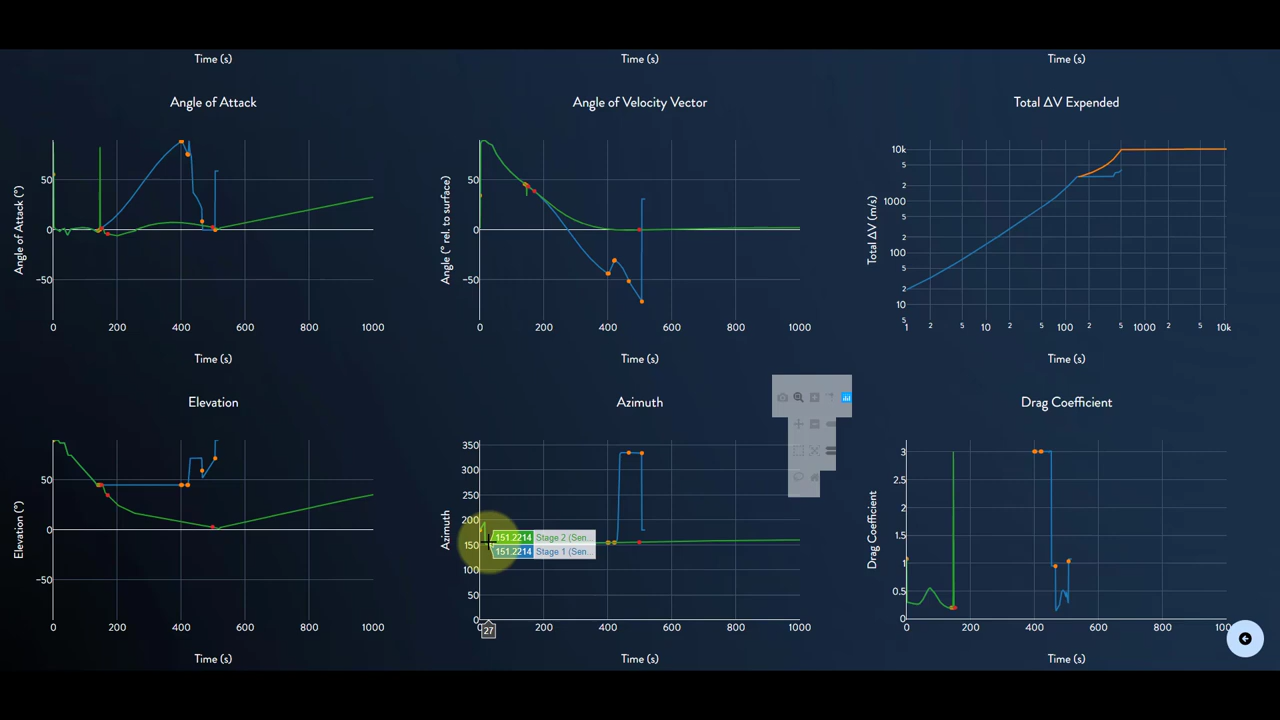 Time (s)
Time (s)
Time (s)
Angle of Attack
Angle of Velocity Vector
Total ΔV Expended
Angle of Attack (°)
50
0
−50
0 200 400 600 800 1000
Time (s)
Angle (° rel. to surface)
50
0
−50
0 200 400 600 800 1000
Time (s)
Total ΔV (m/s)
10k
5
2
1000
5
2
100
5
2
10
5
1 2 5 10 2 5 100 2 5 1000 2 5 10k
Time (s)
Elevation
Azimuth
Drag Coefficient
Elevation (°)
50
0
−50
0 200 400 600 800 1000
Time (s)
Azimuth
350
300
250
200
150
100
50
0
151.2214 Stage 2 (Sen...
151.2214 Stage 1 (Sen...
27
200 400 600 800 1000
Time (s)
Drag Coefficient
3
2.5
2
1.5
1
0.5
0
0 200 400 600 800
Time (s)